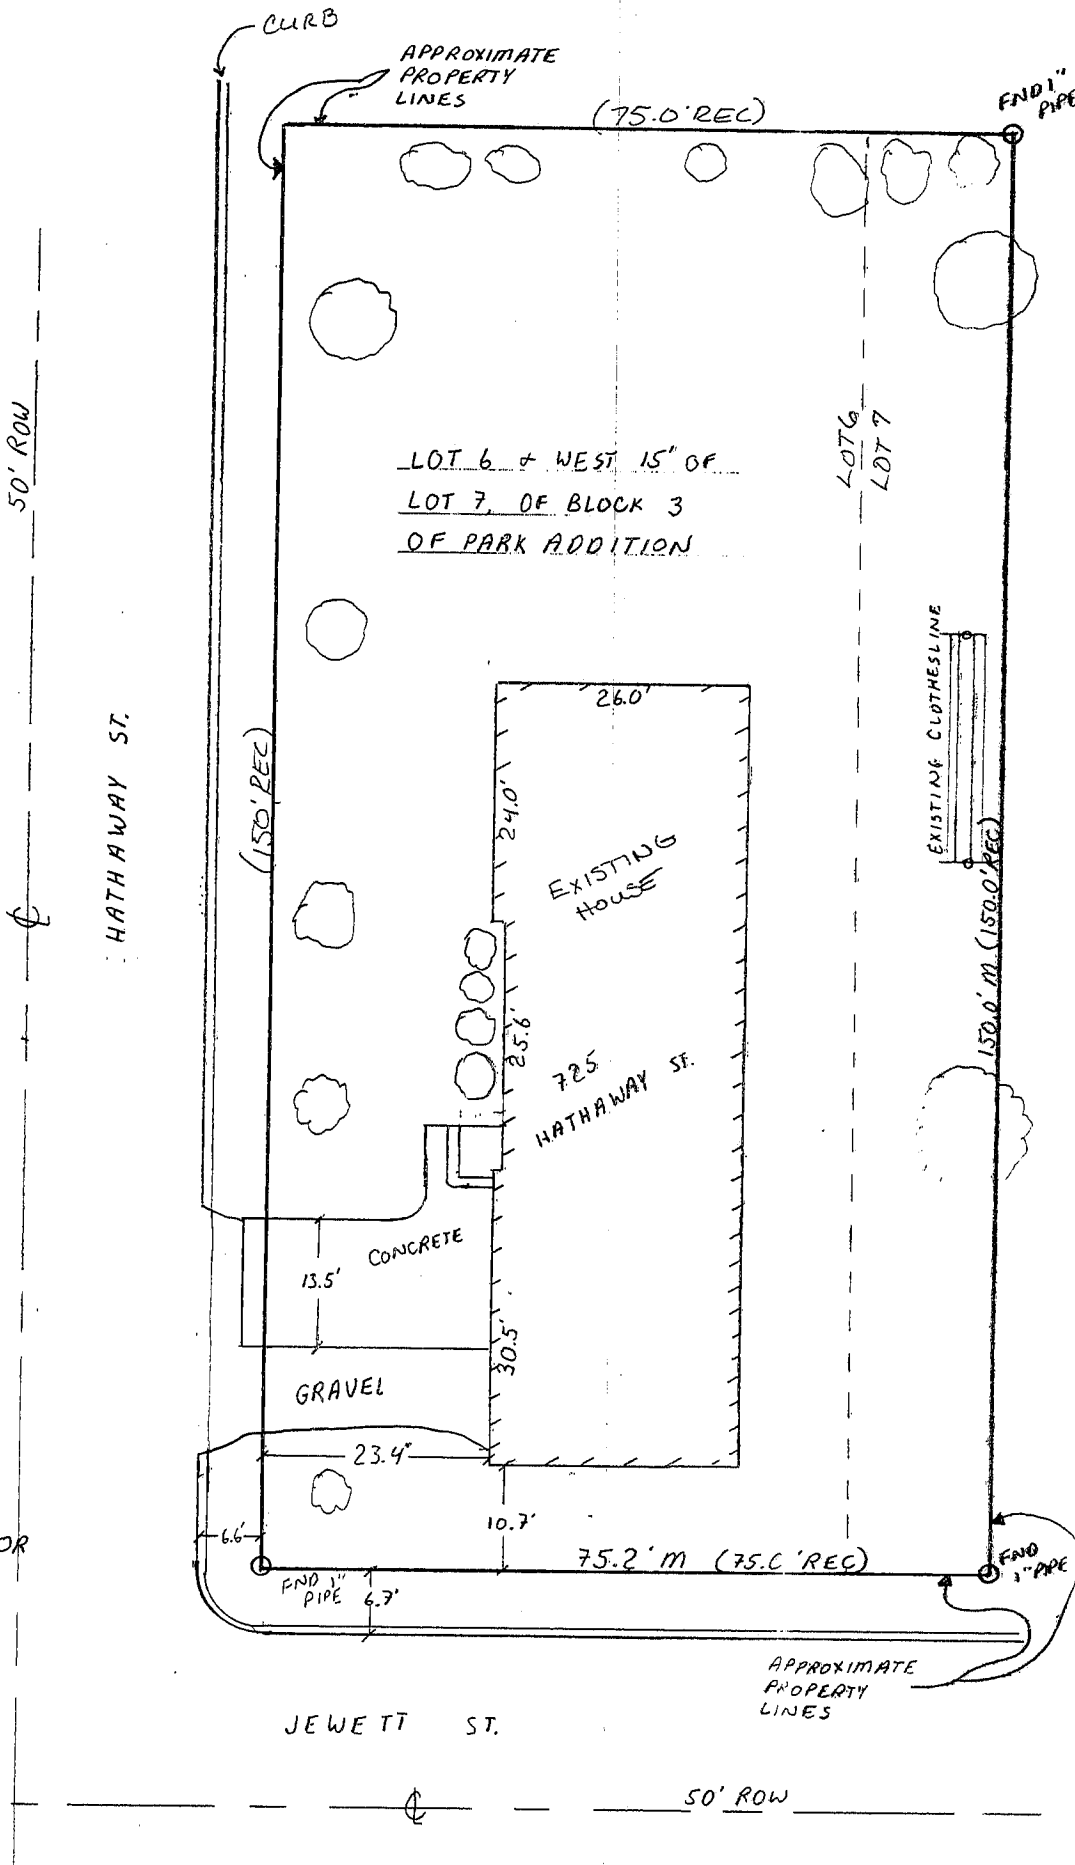 CURB
APPROXIMATE
PROPERTY
LINES
(75.0' REC)
FND 1"
PIPE
50' ROW
LOT 6 & WEST 15" OF
LOT 7, OF BLOCK 3
OF PARK ADDITION
LOT 6
LOT 7
HATHAWAY ST.
(150' REC)
26.0'
24.0'
EXISTING
HOUSE
EXISTING CLOTHESLINE
150.0' M (150.0' REC)
25.6'
725
HATHAWAY ST.
CONCRETE
13.5'
30.5'
GRAVEL
23.4"
10.7'
6.6'
OR
75.2' M (75.0' REC)
FND 1"
PIPE
6.7'
FND
1" PIPE
APPROXIMATE
PROPERTY
LINES
JEWETT ST.
50' ROW